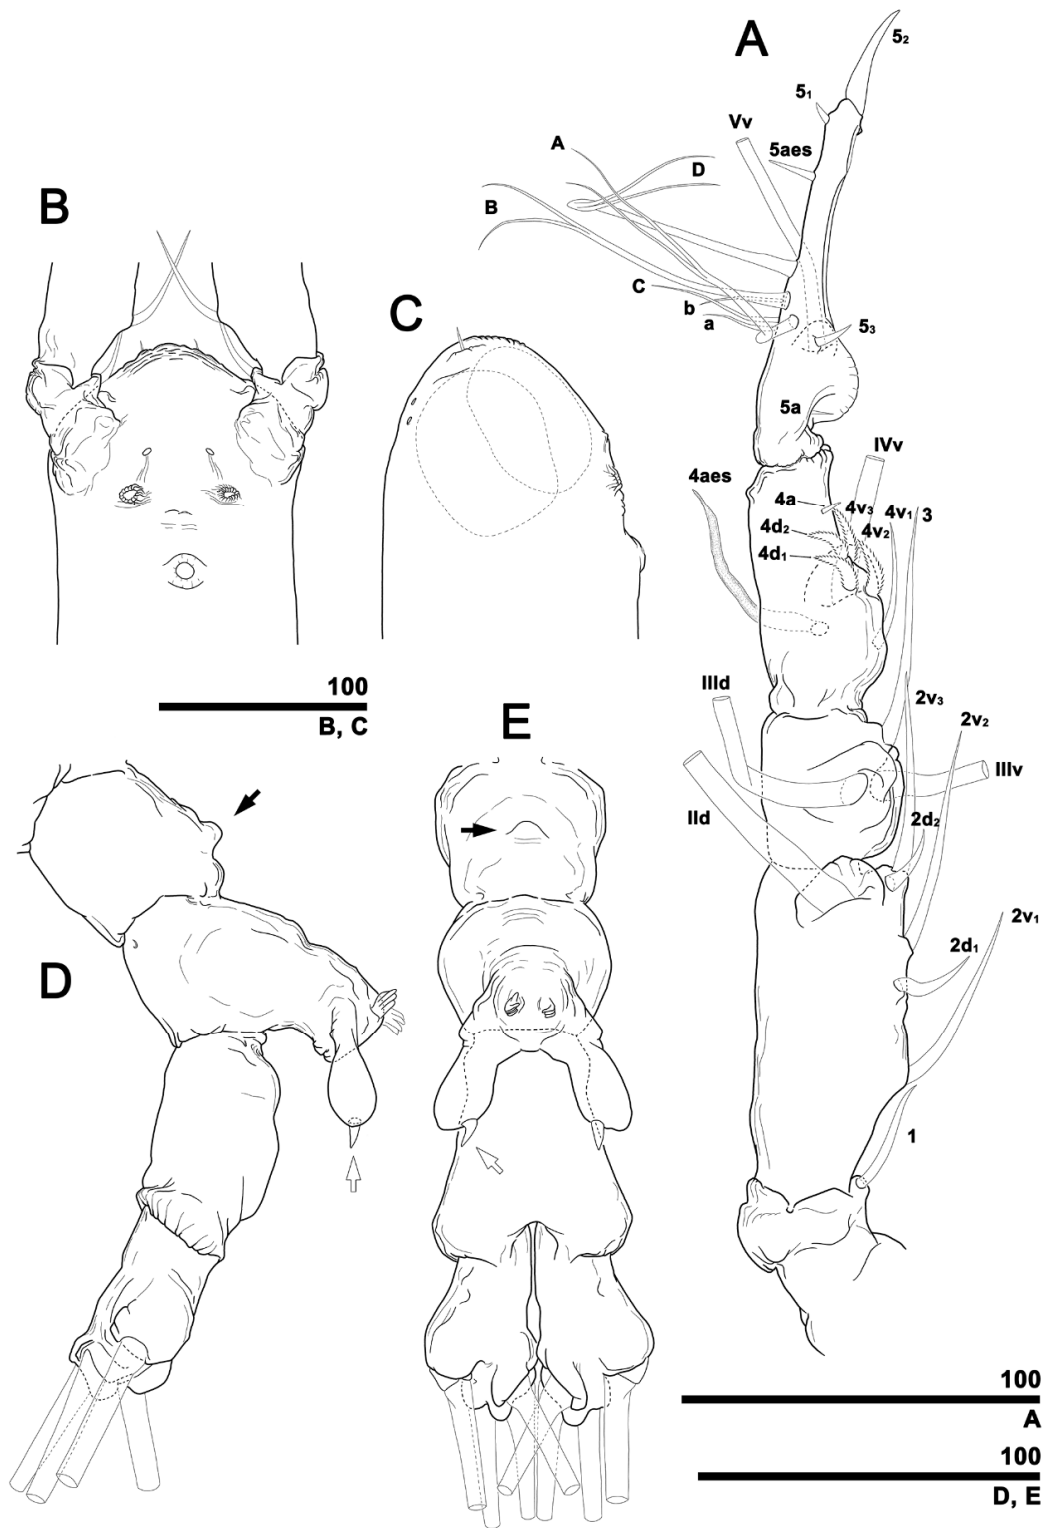 A
5₂
5₁
Vv
5aes
A
D
B
B
C
C
b
a
5₃
5a
IVv
4aes
4a
4v₃
4v₁
3
4d₂
4v₂
4d₁
IIId
2v₃
2v₂
100
B, C
E
IIIv
IId
2d₂
2v₁
2d₁
D
1
100
A
100
D, E